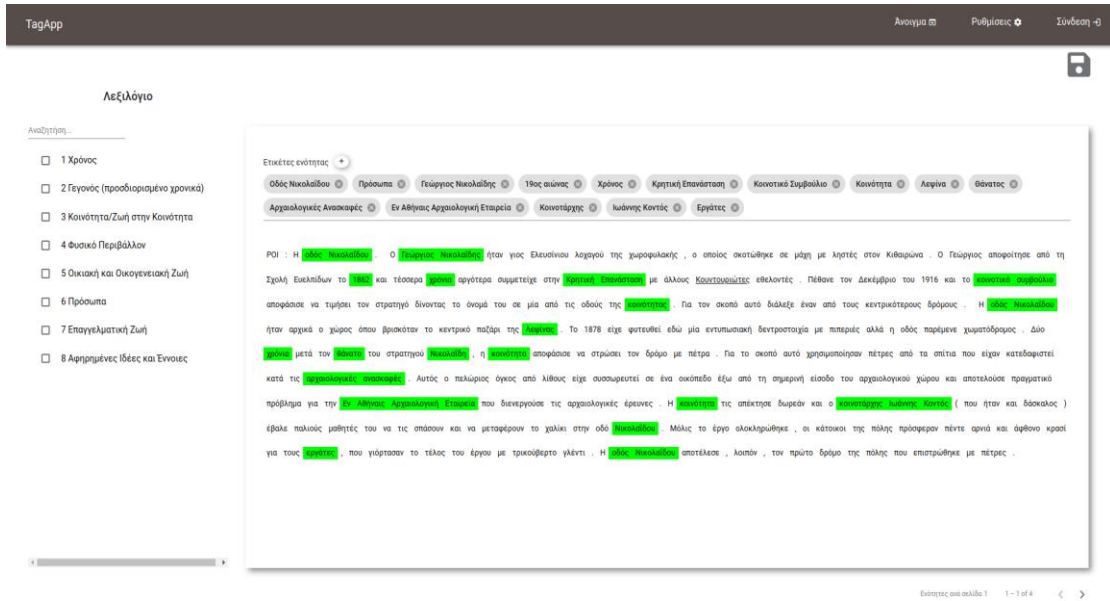 TagApp
Άνοιγμα
Ρυθμίσεις
Σύνδεση
Λεξιλόγιο
Αναζήτηση...
1 Χρόνος
2 Γεγονός (προσδιορισμένο χρονικά)
3 Κοινότητα/Ζωή στην Κοινότητα
4 Φυσικό Περιβάλλον
5 Οικιακή και Οικογενειακή Ζωή
6 Πρόσωπα
7 Επαγγελματική Ζωή
8 Αφηρημένες Ιδέες και Έννοιες
Ετικέτες ενότητας +
Οδός Νικολαΐδου Πρόσωπα Γεώργιος Νικολαΐδης 19ος αιώνας Χρόνος Κρητική Επανάσταση Κοινοτικό Συμβούλιο Κοινότητα Λεψίνα Θάνατος
Αρχαιολογικές Ανασκαφές Εν Αθήναις Αρχαιολογική Εταιρεία Κοινοτάρχης Ιωάννης Κοντός Εργάτες
POI : Η οδός Νικολαΐδου . Ο Γεώργιος Νικολαΐδης ήταν γιος Ελευσίνιου λοχαγού της χωροφυλακής , ο οποίος σκοτώθηκε σε μάχη με ληστές στον Κιθαιρώνα . Ο Γεώργιος αποφοίτησε από τη
Σχολή Ευελπίδων το 1862 και τέσσερα χρόνια αργότερα συμμετείχε στην Κρητική Επανάσταση με άλλους Κουντουριώτες εθελοντές . Πέθανε τον Δεκέμβριο του 1916 και το κοινοτικό συμβούλιο
αποφάσισε να τιμήσει τον στρατηγό δίνοντας το όνομά του σε μία από τις οδούς της κοινότητας . Για τον σκοπό αυτό διάλεξε έναν από τους κεντρικότερους δρόμους . Η οδός Νικολαΐδου
ήταν αρχικά ο χώρος όπου βρισκόταν το κεντρικό παζάρι της Λεψίνας . Το 1878 είχε φυτευθεί εδώ μία εντυπωσιακή δεντροστοιχία με πιπεριές αλλά η οδός παρέμενε χωματόδρομος . Δύο
χρόνια μετά τον θάνατο του στρατηγού Νικολαΐδη , η κοινότητα αποφάσισε να στρώσει τον δρόμο με πέτρα . Για το σκοπό αυτό χρησιμοποίησαν πέτρες από τα σπίτια που είχαν κατεδαφιστεί
κατά τις αρχαιολογικές ανασκαφές . Αυτός ο πελώριος όγκος από λίθους είχε συσσωρευτεί σε ένα οικόπεδο έξω από τη σημερινή είσοδο του αρχαιολογικού χώρου και αποτελούσε πραγματικό
πρόβλημα για την Εν Αθήναις Αρχαιολογική Εταιρεία που διενεργούσε τις αρχαιολογικές έρευνες . Η κοινότητα τις απέκτησε δωρεάν και ο κοινοτάρχης Ιωάννης Κοντός ( που ήταν και δάσκαλος )
έβαλε παλιούς μαθητές του να τις σπάσουν και να μεταφέρουν το χαλίκι στην οδό Νικολαΐδου . Μόλις το έργο ολοκληρώθηκε , οι κάτοικοι της πόλης πρόσφεραν πέντε αρνιά και άφθονο κρασί
για τους εργάτες , που γιόρτασαν το τέλος του έργου με τρικούβερτο γλέντι . Η οδός Νικολαΐδου αποτέλεσε , λοιπόν , τον πρώτο δρόμο της πόλης που επιστρώθηκε με πέτρες .
Ενότητες ανά σελίδα 1 1 – 1 of 4